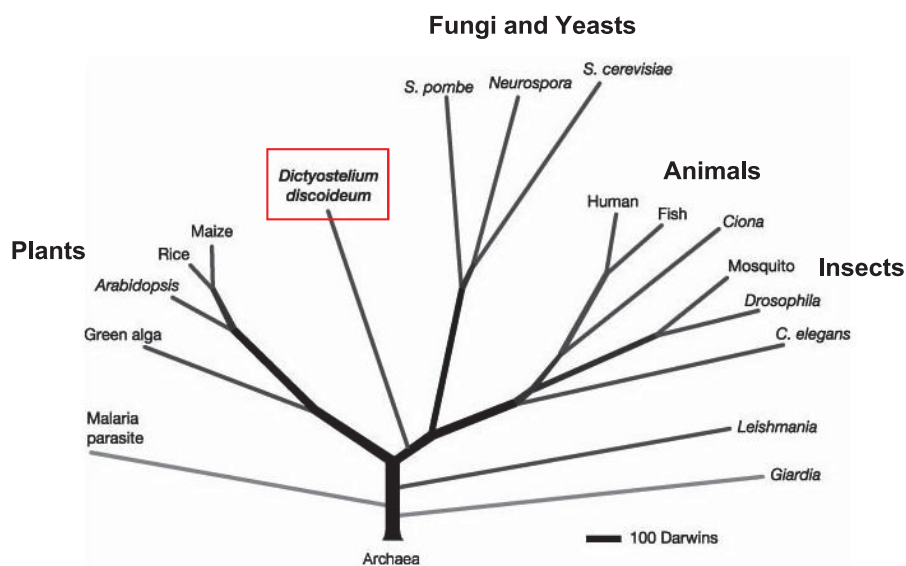 Fungi and Yeasts
S. cerevisiae
Neurospora
S. pombe
Dictyostelium
discoideum
Animals
Human
Fish
Ciona
Maize
Plants
Rice
Mosquito
Insects
Arabidopsis
Drosophila
Green alga
C. elegans
Malaria
parasite
Leishmania
Giardia
100 Darwins
Archaea